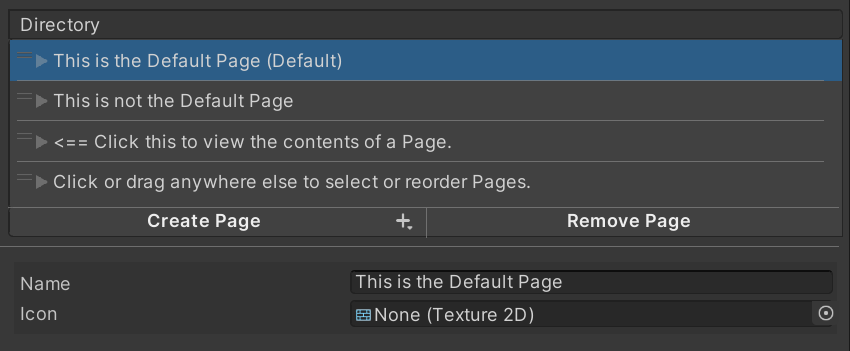 Directory
This is the Default Page (Default)
This is not the Default Page
<== Click this to view the contents of a Page.
Click or drag anywhere else to select or reorder Pages.
Create Page Remove Page
Name This is the Default Page
Icon None (Texture 2D)